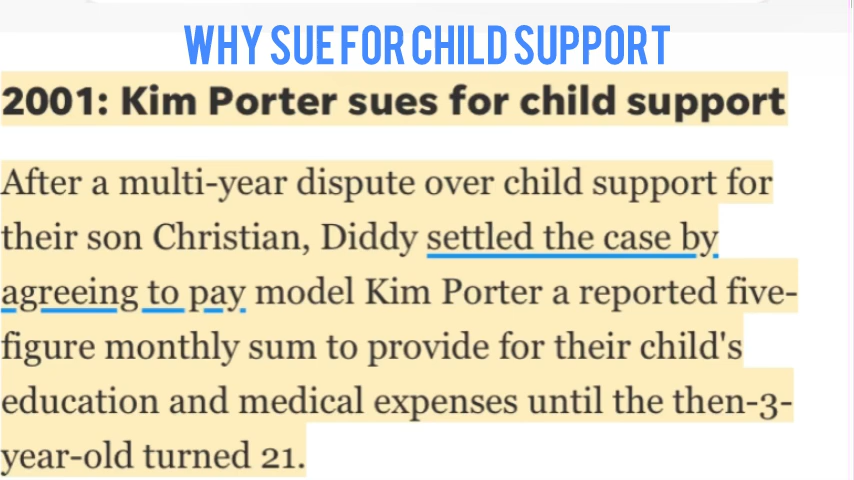 WHY SUE FOR CHILD SUPPORT
2001: Kim Porter sues for child support
After a multi-year dispute over child support for
their son Christian, Diddy settled the case by
agreeing to pay model Kim Porter a reported five-
figure monthly sum to provide for their child's
education and medical expenses until the then-3-
year-old turned 21.